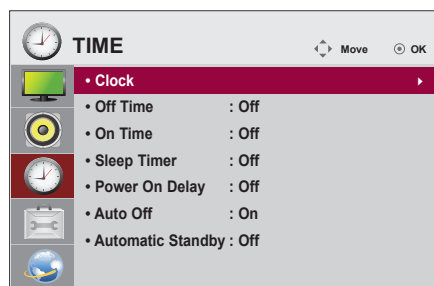 TIME
Move OK
• Clock
• Off Time : Off
• On Time : Off
• Sleep Timer : Off
• Power On Delay : Off
• Auto Off : On
• Automatic Standby : Off